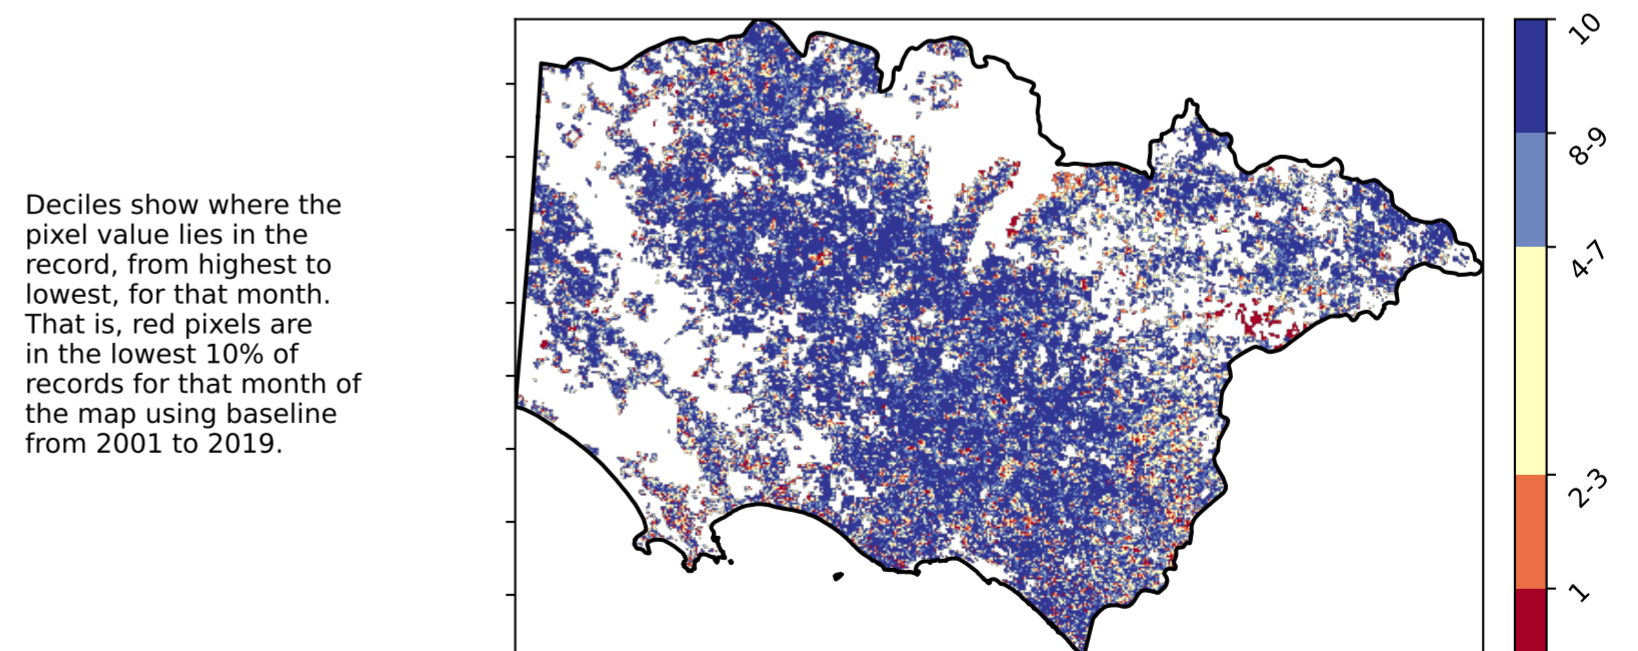 Deciles show where the
pixel value lies in the
record, from highest to
lowest, for that month.
That is, red pixels are
in the lowest 10% of
records for that month of
the map using baseline
from 2001 to 2019.
10
8-9
4-7
2-3
1